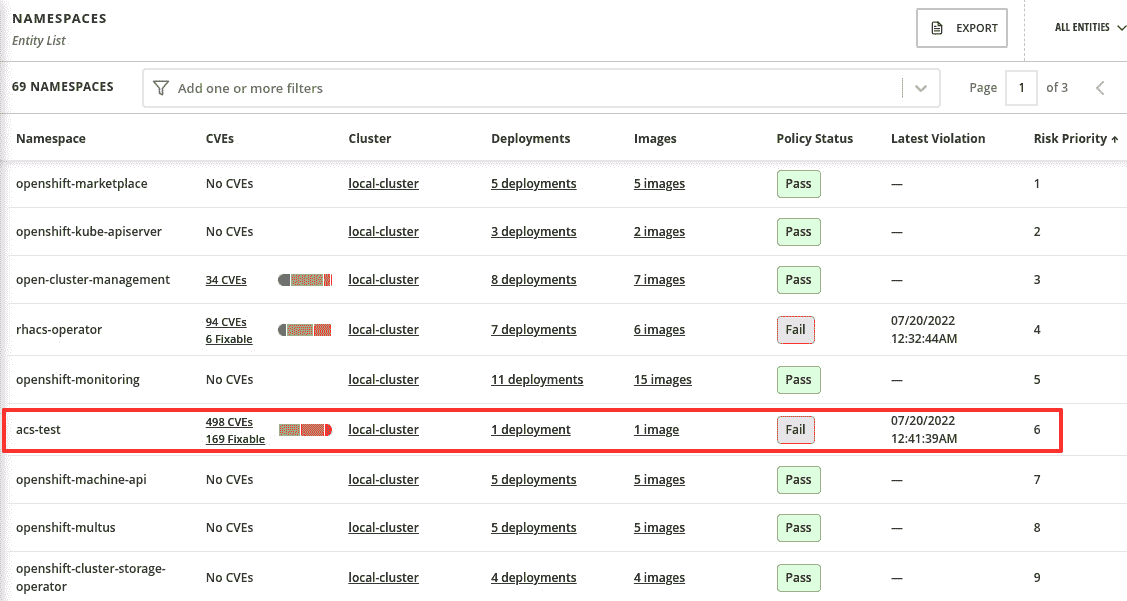 NAMESPACES
Entity List
EXPORT
ALL ENTITIES
69 NAMESPACES
Add one or more filters
Page 1 of 3
Namespace CVEs Cluster Deployments Images Policy Status Latest Violation Risk Priority
openshift-marketplace No CVEs local-cluster 5 deployments 5 images Pass — 1
openshift-kube-apiserver No CVEs local-cluster 3 deployments 2 images Pass — 2
open-cluster-management 34 CVEs local-cluster 8 deployments 7 images Pass — 3
rhacs-operator 94 CVEs local-cluster 7 deployments 6 images Fail 07/20/2022 4
6 Fixable 12:32:44AM
openshift-monitoring No CVEs local-cluster 11 deployments 15 images Pass — 5
acs-test 498 CVEs local-cluster 1 deployment 1 image Fail 07/20/2022 6
169 Fixable 12:41:39AM
openshift-machine-api No CVEs local-cluster 5 deployments 5 images Pass — 7
openshift-multus No CVEs local-cluster 5 deployments 5 images Pass — 8
openshift-cluster-storage- No CVEs local-cluster 4 deployments 4 images Pass — 9
operator